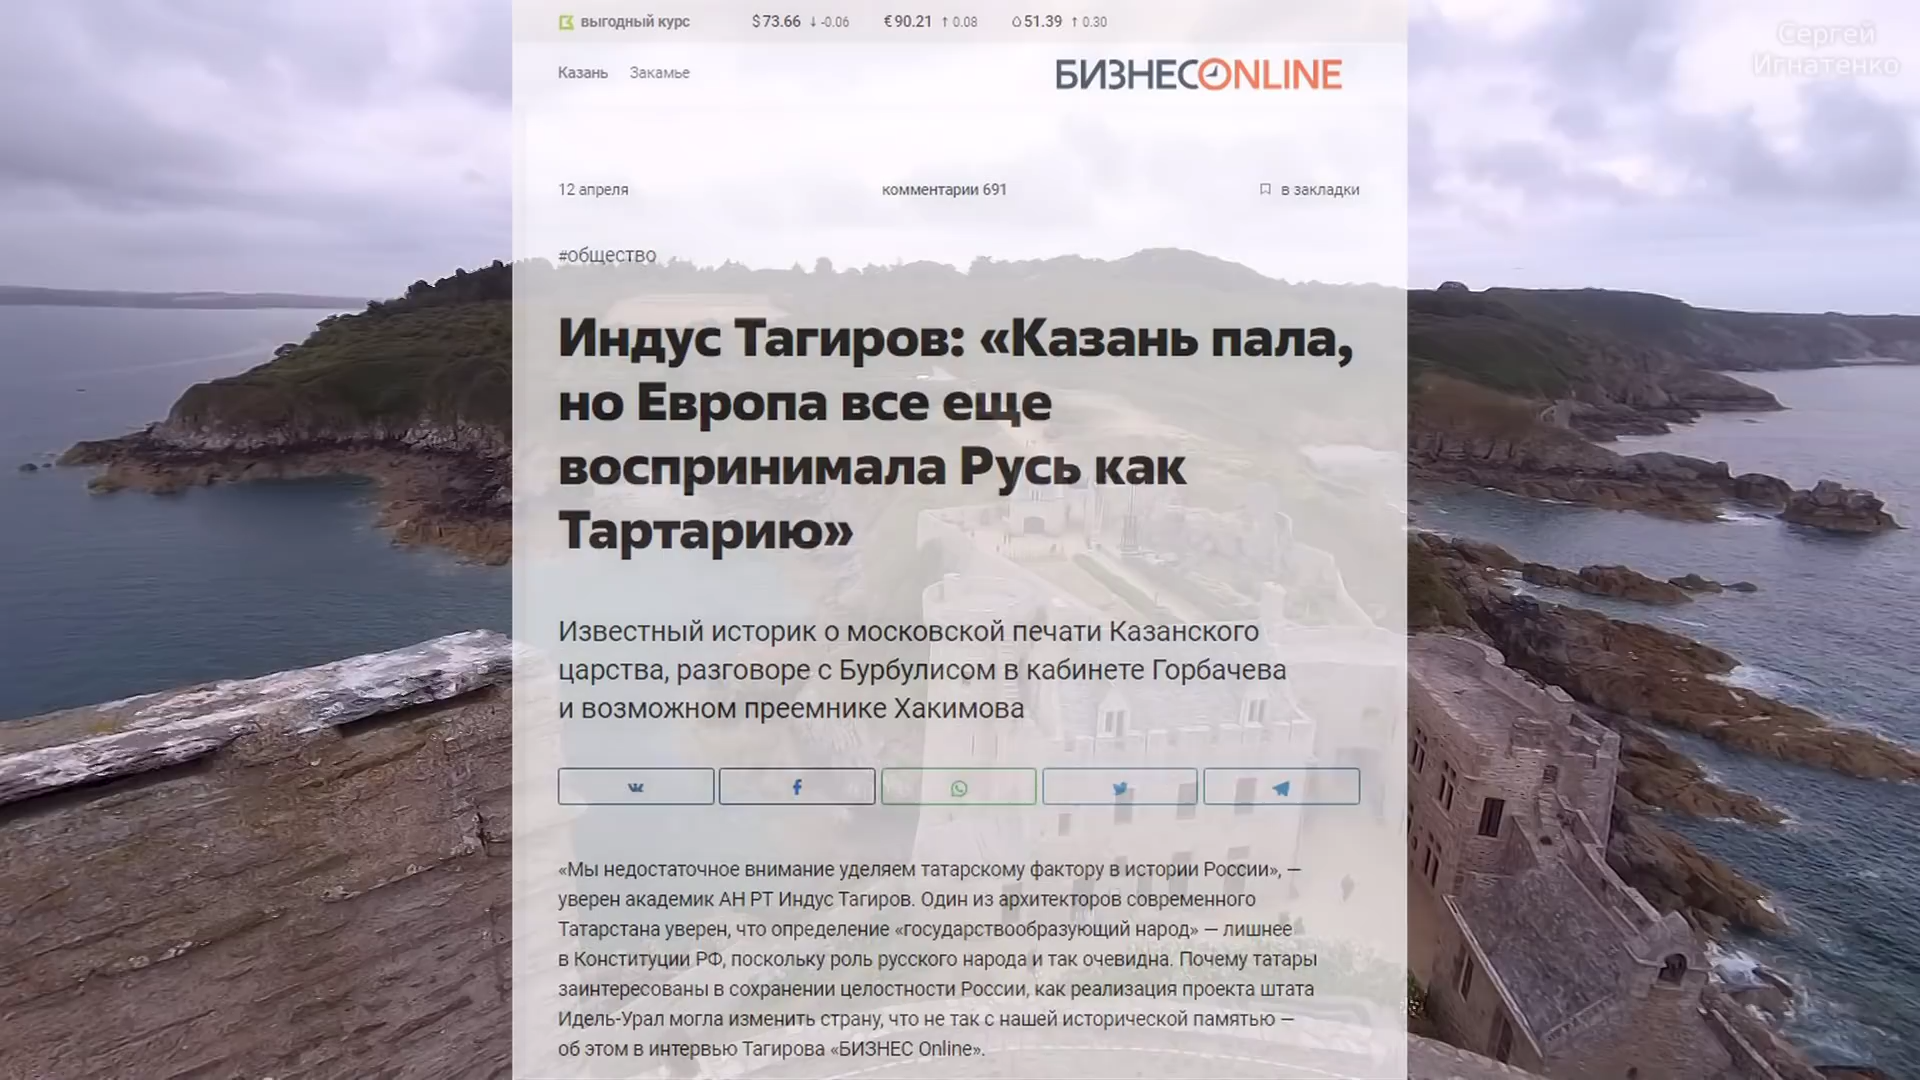 выгодный курс $73.66 ↓ -0.06 €90.21 ↑ 0.08 51.39 ↑ 0.30
Сергей
Игнатенко
Казань Закамье БИЗНЕС ONLINE
12 апреля комментарии 691 в закладки
#общество
Индус Тагиров: «Казань пала,
но Европа все еще
воспринимала Русь как
Тартарию»
Известный историк о московской печати Казанского
царства, разговоре с Бурбулисом в кабинете Горбачева
и возможном преемнике Хакимова
«Мы недостаточное внимание уделяем татарскому фактору в истории России», —
уверен академик АН РТ Индус Тагиров. Один из архитекторов современного
Татарстана уверен, что определение «государствообразующий народ» — лишнее
в Конституции РФ, поскольку роль русского народа и так очевидна. Почему татары
заинтересованы в сохранении целостности России, как реализация проекта штата
Идель-Урал могла изменить страну, что не так с нашей исторической памятью —
об этом в интервью Тагирова «БИЗНЕС Online».